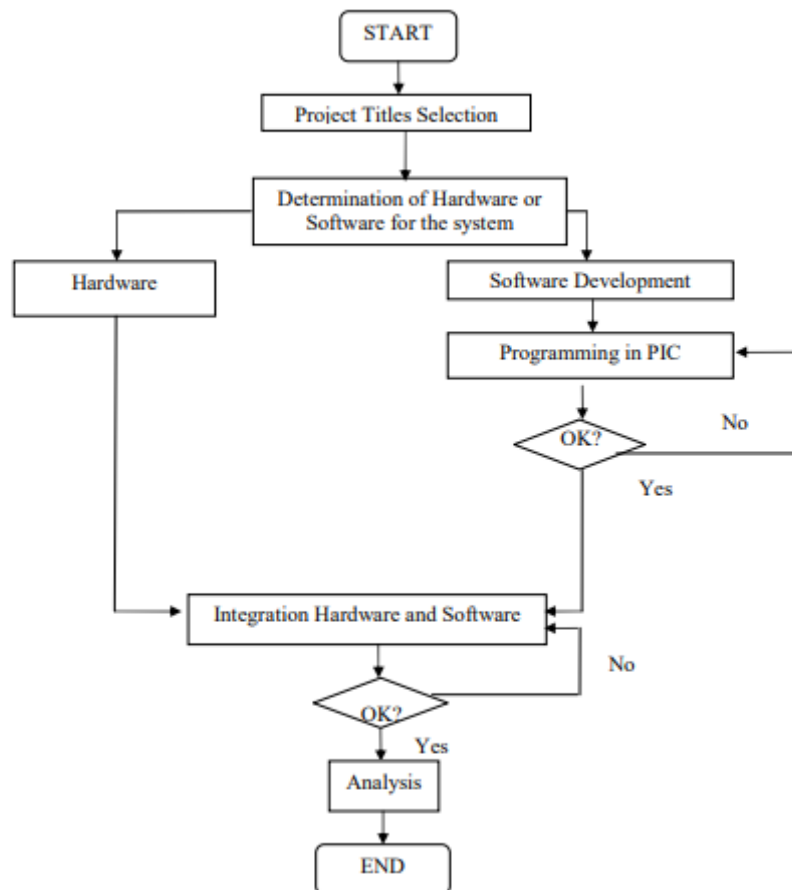 START
Project Titles Selection
Determination of Hardware or
Software for the system
Hardware
Software Development
Programming in PIC
OK?
No
Yes
Integration Hardware and Software
No
OK?
Yes
Analysis
END